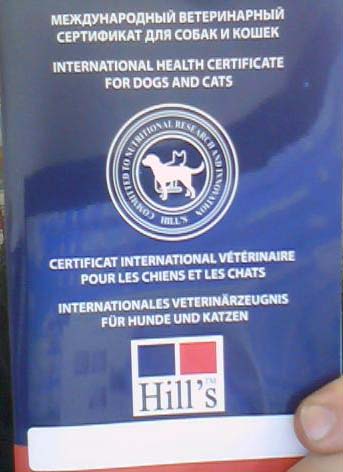 МЕЖДУНАРОДНЫЙ ВЕТЕРИНАРНЫЙ
СЕРТИФИКАТ ДЛЯ СОБАК И КОШЕК
INTERNATIONAL HEALTH CERTIFICATE
FOR DOGS AND CATS
COMMITTED TO NUTRITIONAL RESEARCH AND INNOVATION
HILL'S
CERTIFICAT INTERNATIONAL VÉTÉRINAIRE
POUR LES CHIENS ET LES CHATS
INTERNATIONALES VETERINÄRZEUGNIS
FÜR HUNDE UND KATZEN
Hill's™